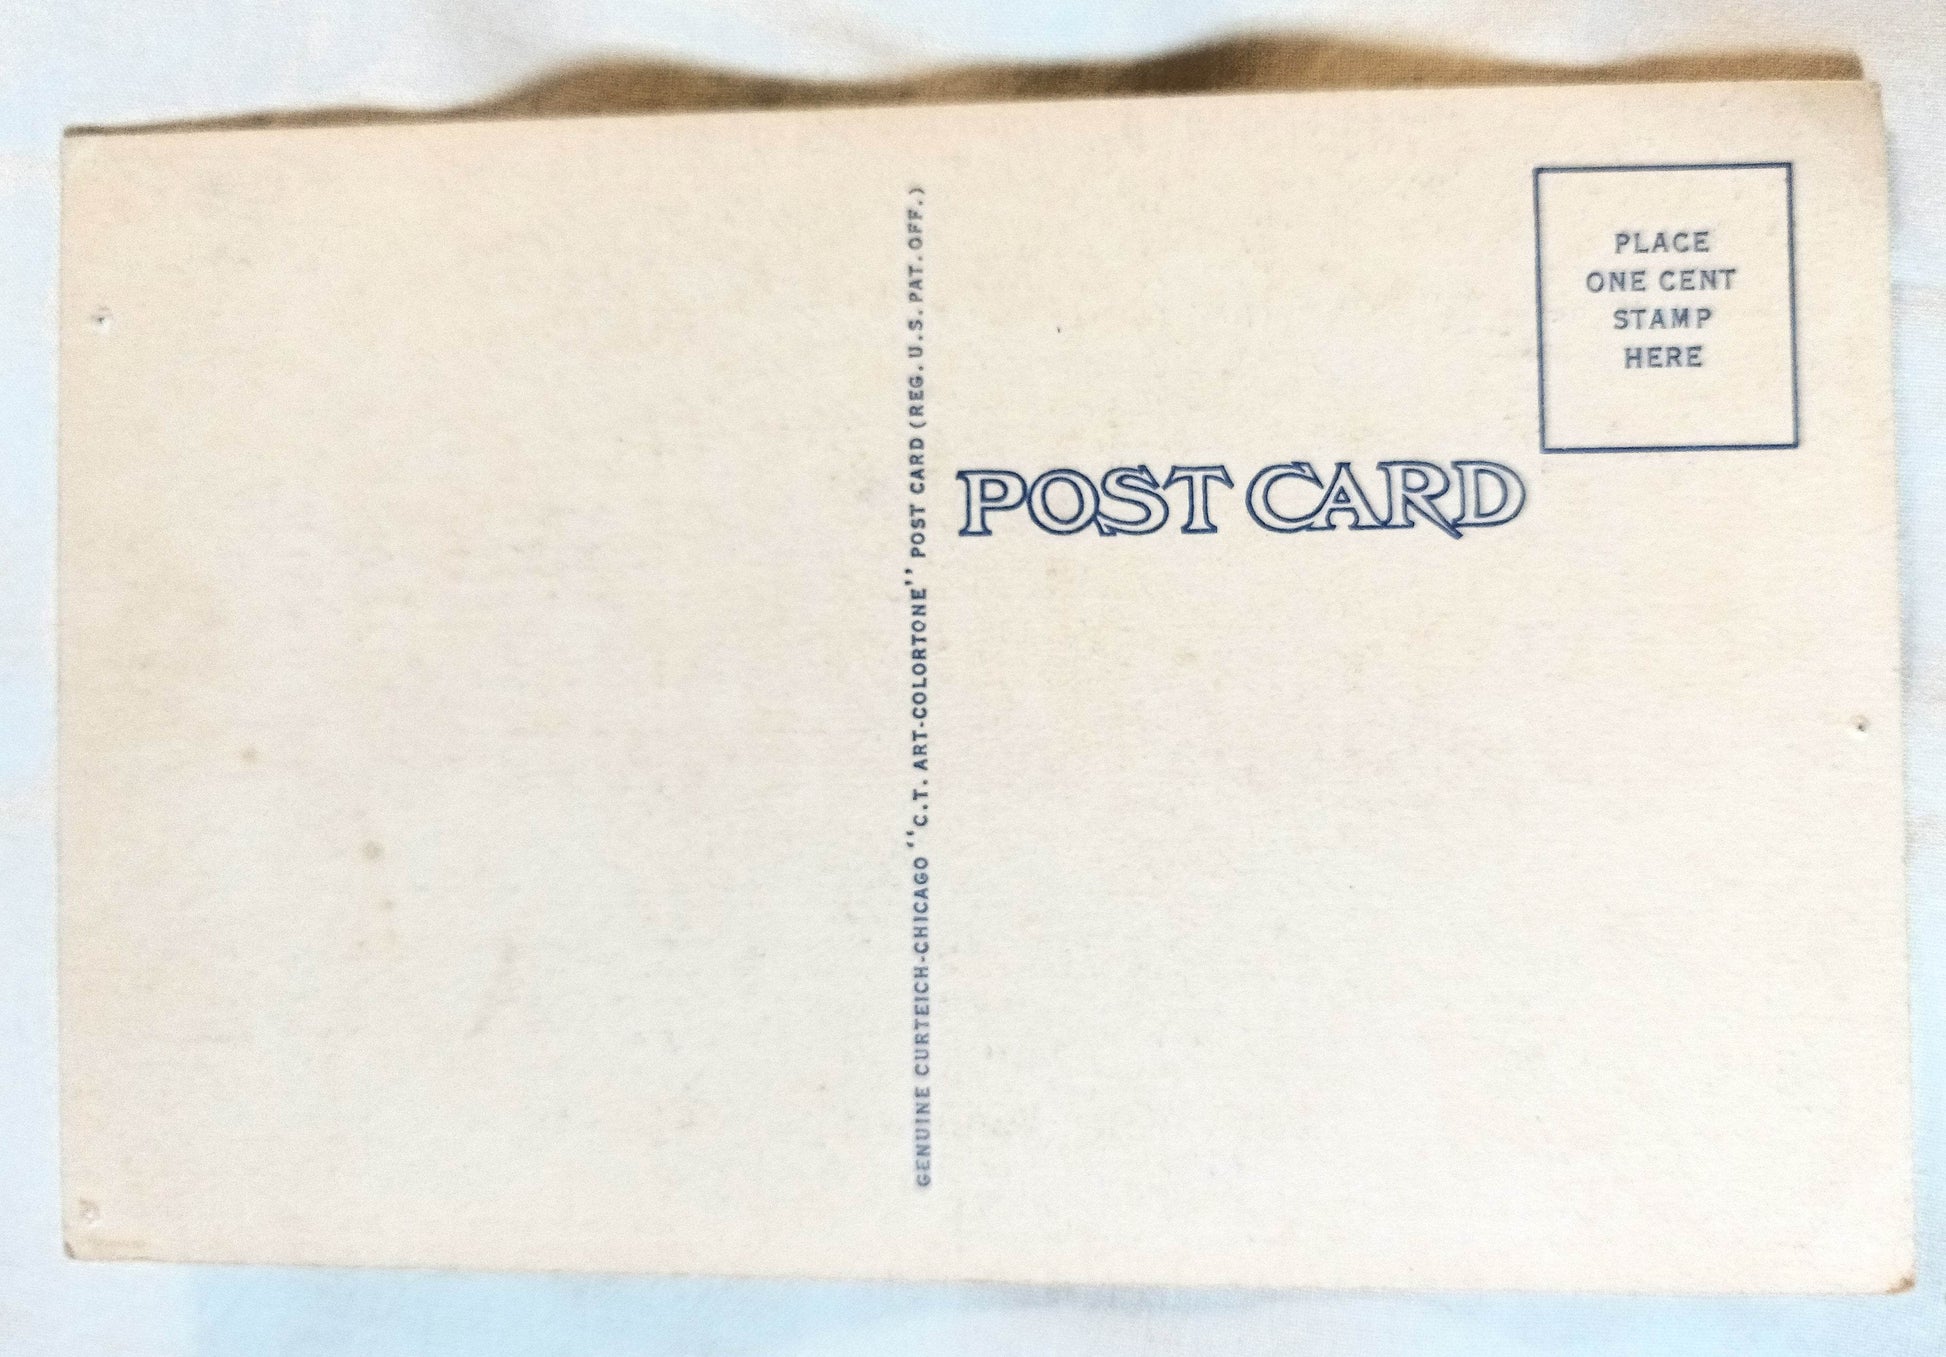 PLACE
ONE CENT
STAMP
HERE
POST CARD
GENUINE CURTEICH-CHICAGO "C.T. ART-COLORTONE" POST CARD (REG. U.S. PAT. OFF.)